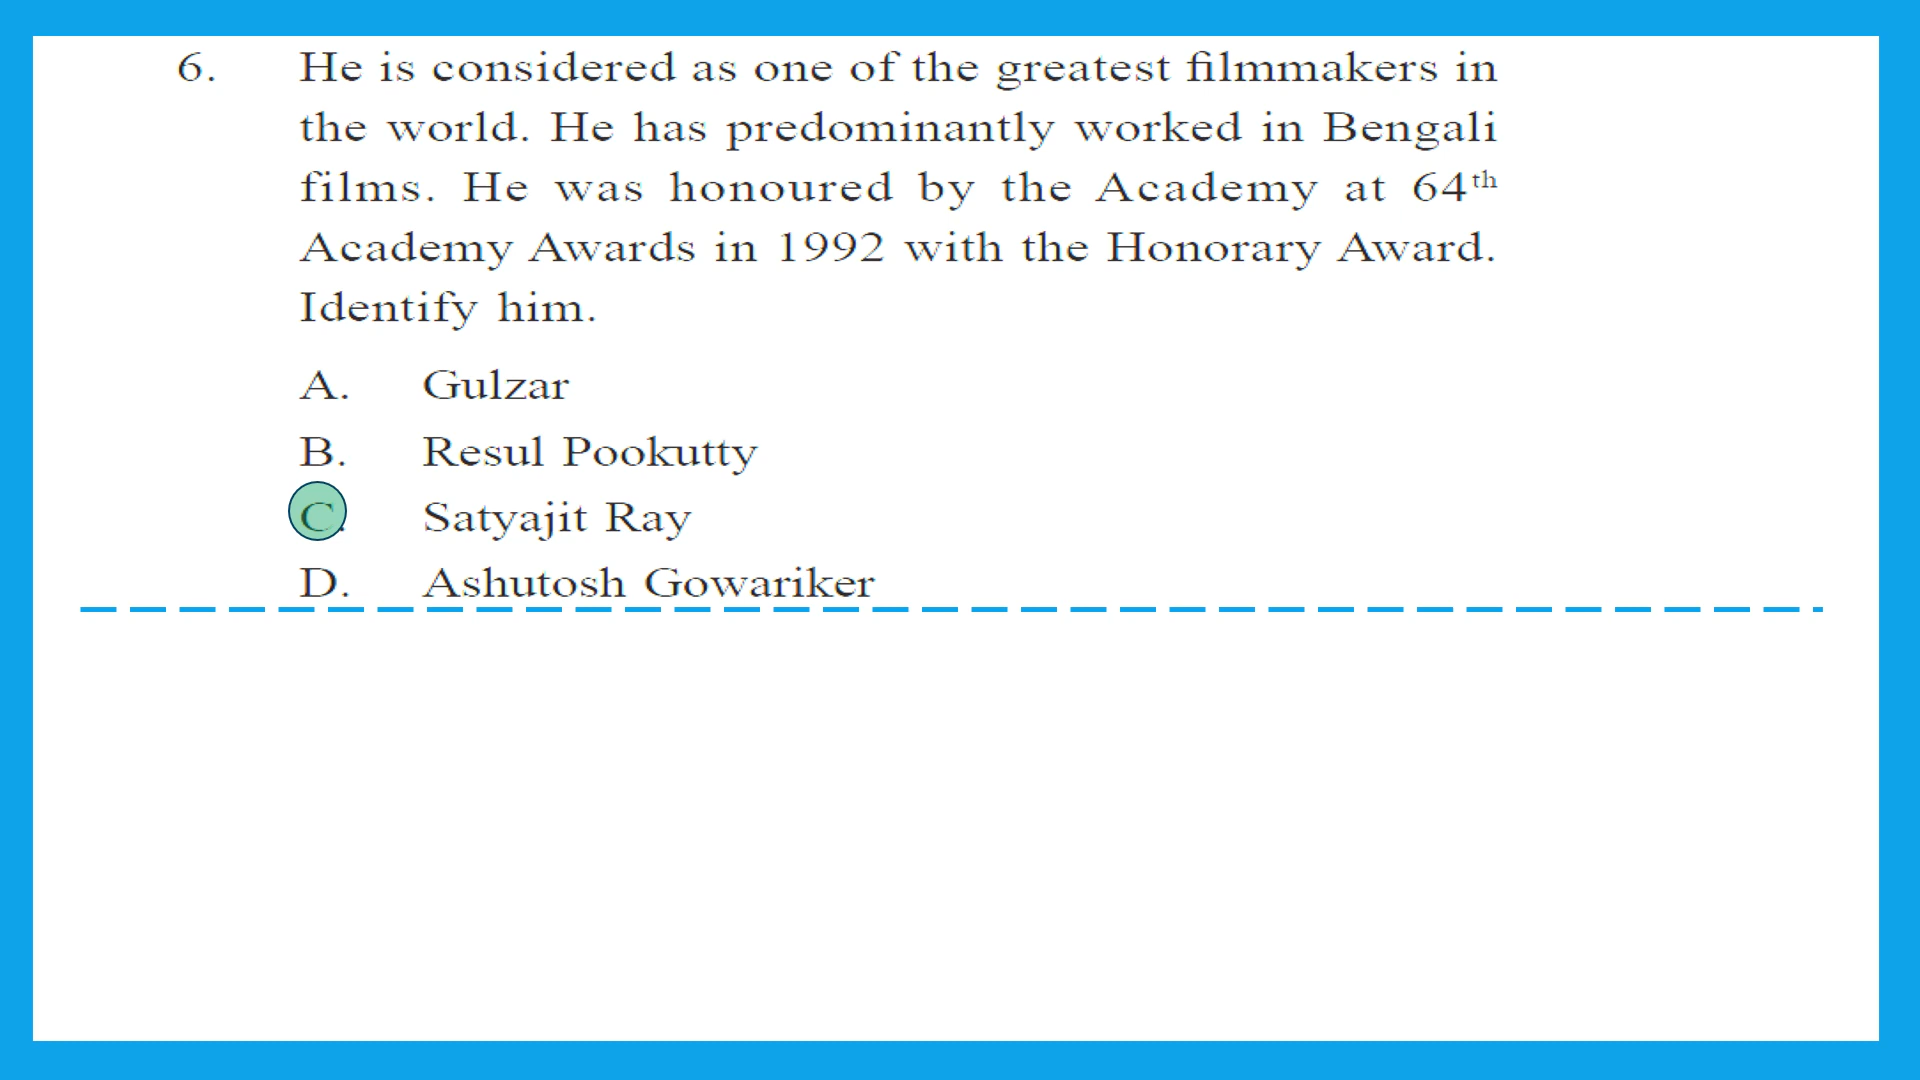 6. He is considered as one of the greatest filmmakers in
the world. He has predominantly worked in Bengali
films. He was honoured by the Academy at 64th
Academy Awards in 1992 with the Honorary Award.
Identify him.
A. Gulzar
B. Resul Pookutty
C. Satyajit Ray
D. Ashutosh Gowariker